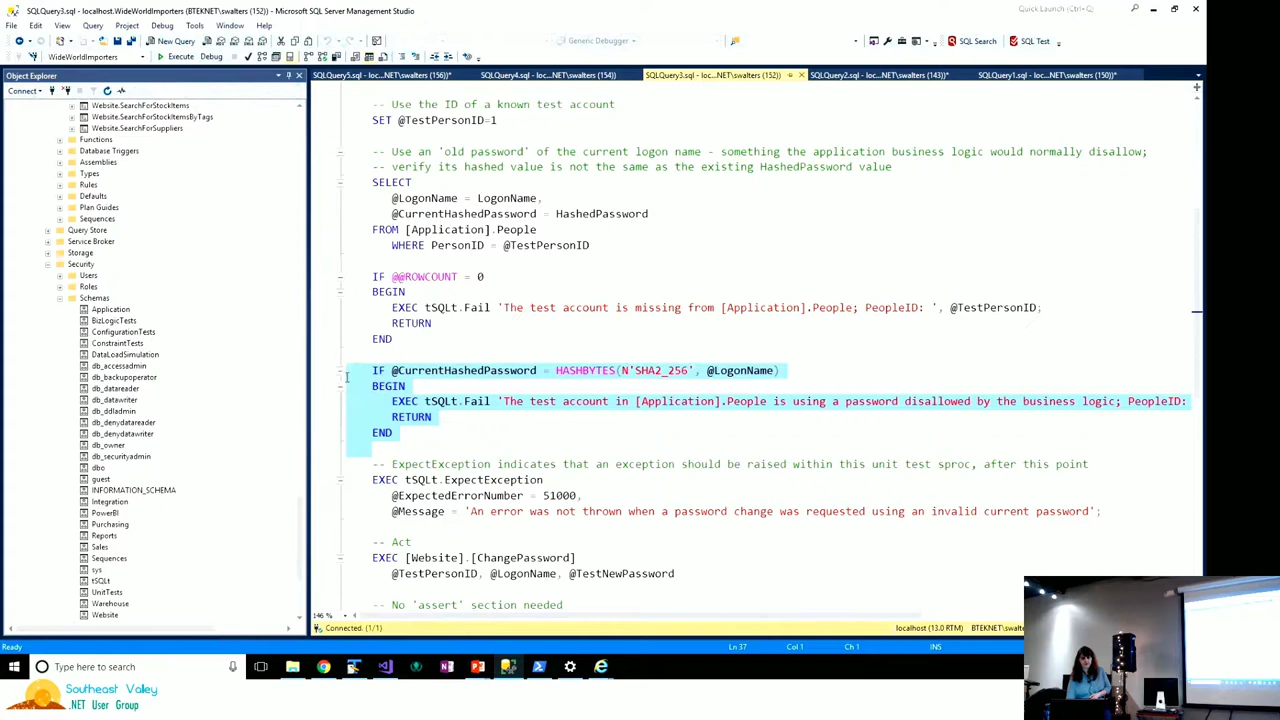 SQLQuery3.sql - localhost.WideWorldImporters (BTEKNET\swalters (152)) - Microsoft SQL Server Management Studio
Quick Launch (Ctrl+Q)
File Edit View Query Project Debug Tools Window Help
New Query
Generic Debugger
SQL Search
SQL Test
WideWorldImporters
Execute
Debug
Object Explorer
Connect
Website.SearchForStockItems
Website.SearchForStockItemsByTags
Website.SearchForSuppliers
Functions
Database Triggers
Assemblies
Types
Rules
Defaults
Plan Guides
Sequences
Query Store
Service Broker
Storage
Security
Users
Roles
Schemas
Application
BizLogicTests
ConfigurationTests
ConstraintTests
DataLoadSimulation
db_accessadmin
db_backupoperator
db_datareader
db_datawriter
db_ddladmin
db_denydatareader
db_denydatawriter
db_owner
db_securityadmin
dbo
guest
INFORMATION_SCHEMA
Integration
PowerBI
Purchasing
Reports
Sales
Sequences
sys
tSQLt
UnitTests
Warehouse
Website
SQLQuery5.sql - loc...NET\swalters (156))*
SQLQuery4.sql - loc...NET\swalters (154))
SQLQuery3.sql - loc...NET\swalters (152))
SQLQuery2.sql - loc...NET\swalters (143))*
SQLQuery1.sql - loc...NET\swalters (150))*
-- Use the ID of a known test account
SET @TestPersonID=1
-- Use an 'old password' of the current logon name - something the application business logic would normally disallow;
-- verify its hashed value is not the same as the existing HashedPassword value
SELECT
@LogonName = LogonName,
@CurrentHashedPassword = HashedPassword
FROM [Application].People
WHERE PersonID = @TestPersonID
IF @@ROWCOUNT = 0
BEGIN
EXEC tSQLt.Fail 'The test account is missing from [Application].People; PeopleID: ', @TestPersonID;
RETURN
END
IF @CurrentHashedPassword = HASHBYTES(N'SHA2_256', @LogonName)
BEGIN
EXEC tSQLt.Fail 'The test account in [Application].People is using a password disallowed by the business logic; PeopleID:
RETURN
END
-- ExpectException indicates that an exception should be raised within this unit test sproc, after this point
EXEC tSQLt.ExpectException
@ExpectedErrorNumber = 51000,
@Message = 'An error was not thrown when a password change was requested using an invalid current password';
-- Act
EXEC [Website].[ChangePassword]
@TestPersonID, @LogonName, @TestNewPassword
-- No 'assert' section needed
146 %
Connected. (1/1)
localhost (13.0 RTM)
Ready
Ln 37
Col 1
Ch 1
INS
Type here to search
Southeast Valley
.NET User Group